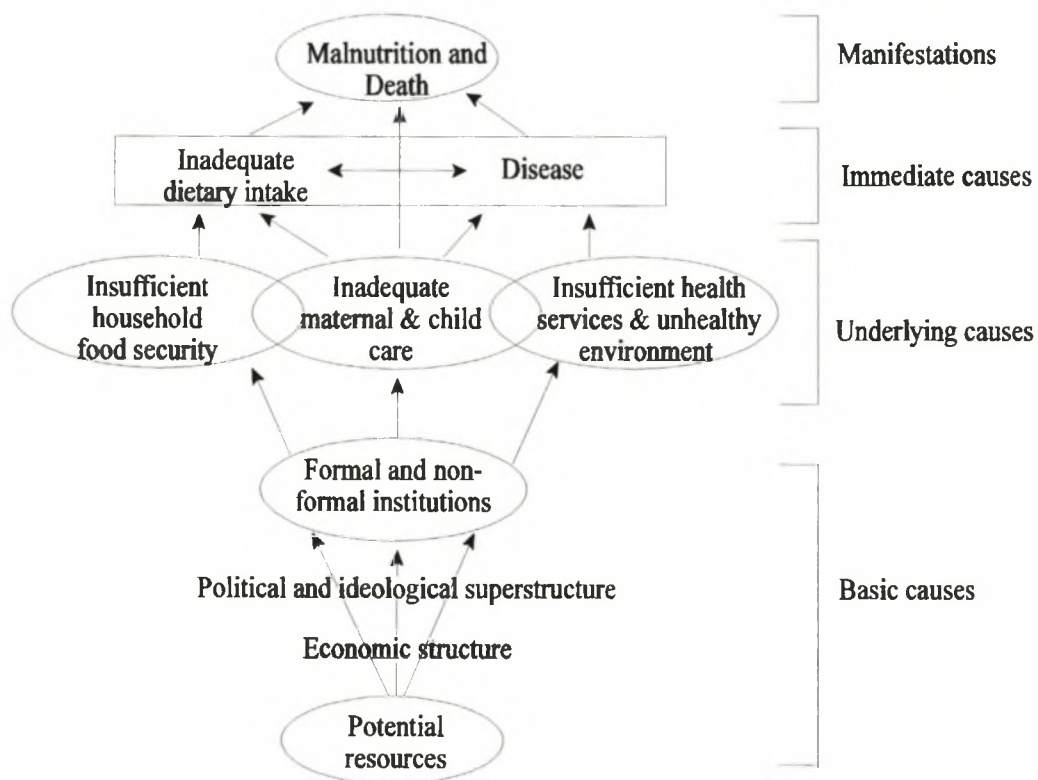 Malnutrition and
Death
Manifestations
Inadequate
dietary intake
Disease
Immediate causes
Insufficient
household
food security
Inadequate
maternal & child
care
Insufficient health
services & unhealthy
environment
Underlying causes
Formal and non-
formal institutions
Political and ideological superstructure
Economic structure
Basic causes
Potential
resources